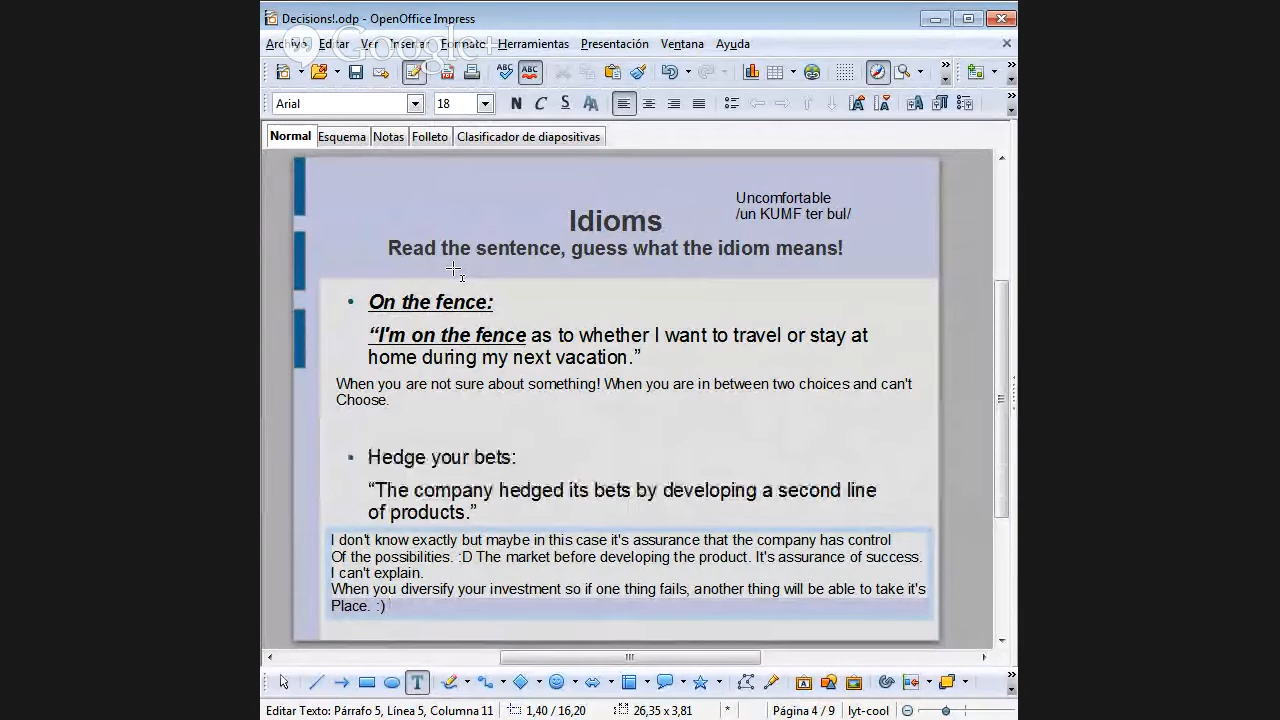 Decisions!.odp - OpenOffice Impress
Archivo Editar Ver Insertar Formato Herramientas Presentación Ventana Ayuda
Google+
Arial 18
Normal Esquema Notas Folleto Clasificador de diapositivas
Uncomfortable
/un KUMF ter bul/
Idioms
Read the sentence, guess what the idiom means!
• On the fence:
“I'm on the fence as to whether I want to travel or stay at
home during my next vacation.”
When you are not sure about something! When you are in between two choices and can't
Choose.
• Hedge your bets:
“The company hedged its bets by developing a second line
of products.”
I don't know exactly but maybe in this case it's assurance that the company has control
Of the possibilities. :D The market before developing the product. It's assurance of success.
I can't explain.
When you diversify your investment so if one thing fails, another thing will be able to take it's
Place. :)
Editar Texto: Párrafo 5, Línea 5, Columna 11 1,40 / 16,20 26,35 x 3,81 * Página 4 / 9 lyt-cool